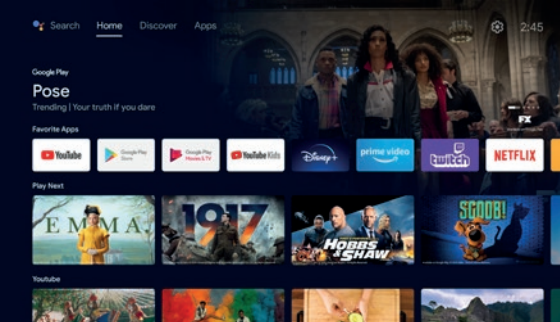 Search Home Discover Apps 2:45
Google Play
Pose
Trending | Your truth if you dare
FX
Favorite Apps
YouTube Google Play Store Google Play Movies & TV YouTube Kids Disney+ prime video twitch NETFLIX
Play Next
EMMA. 1917 HOBBS & SHAW SCOOB!
Youtube